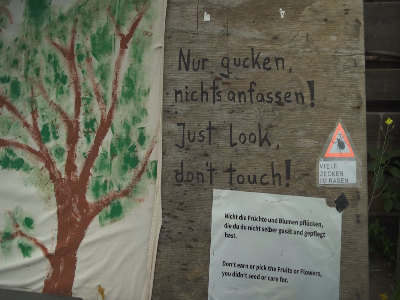 Nur gucken,
nichts anfassen!
Just Look,
don't touch!
VIELE
ZECKEN
IM RASEN
Nicht die Früchte und Blumen pflücken,
die du du nicht selber gesät und gepflegt
hast.
Don't earn or pick the Fruits or Flowers,
you didn't seed or care for.